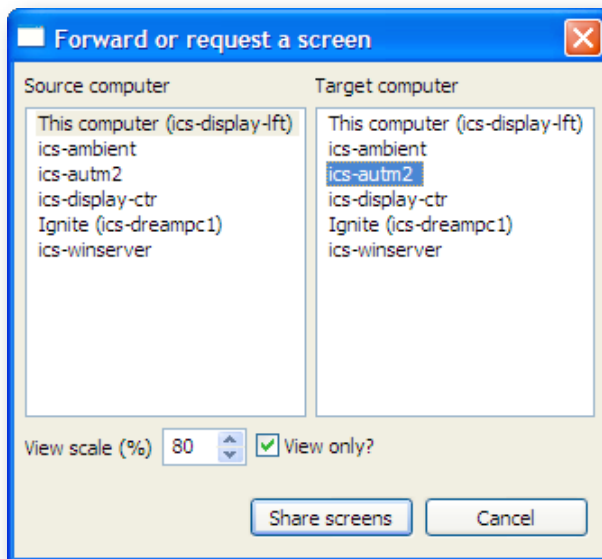 Forward or request a screen
Source computer
This computer (ics-display-lft)
ics-ambient
ics-autm2
ics-display-ctr
Ignite (ics-dreampc1)
ics-winserver
Target computer
This computer (ics-display-lft)
ics-ambient
ics-autm2
ics-display-ctr
Ignite (ics-dreampc1)
ics-winserver
View scale (%) 80 View only?
Share screens Cancel